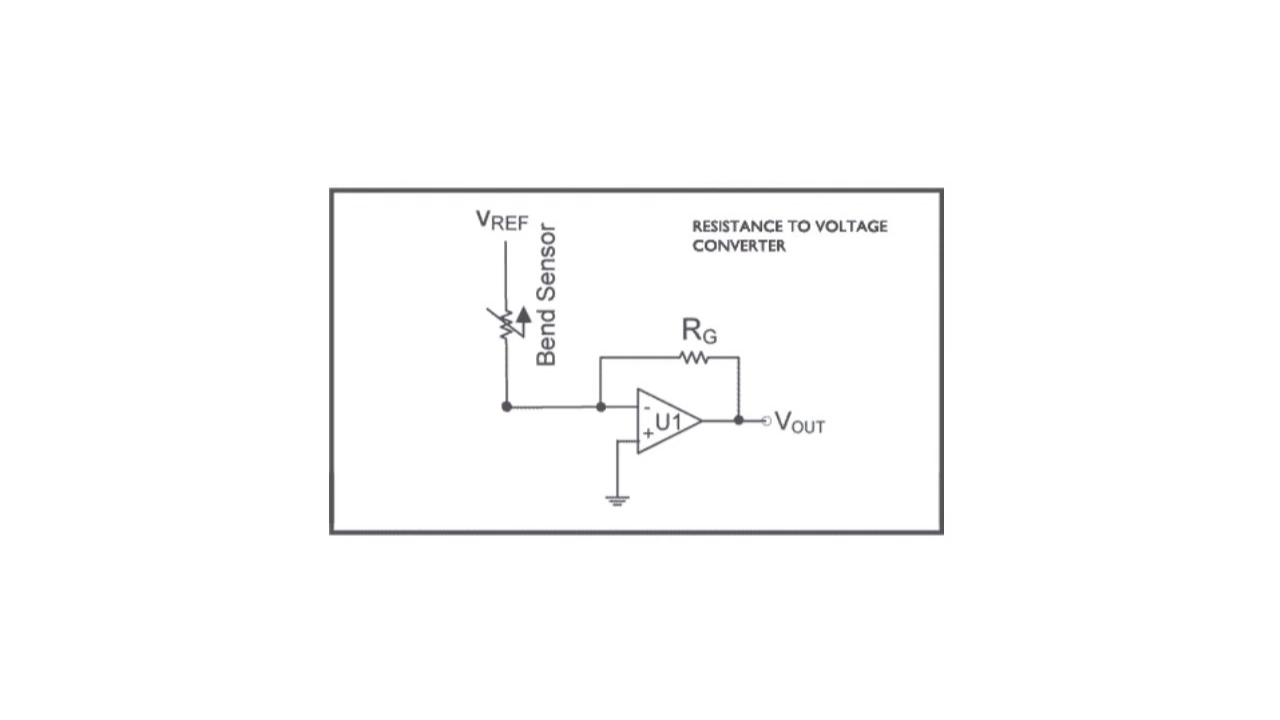 VREF
Bend Sensor
RESISTANCE TO VOLTAGE
CONVERTER
RG
-
+
U1
VOUT